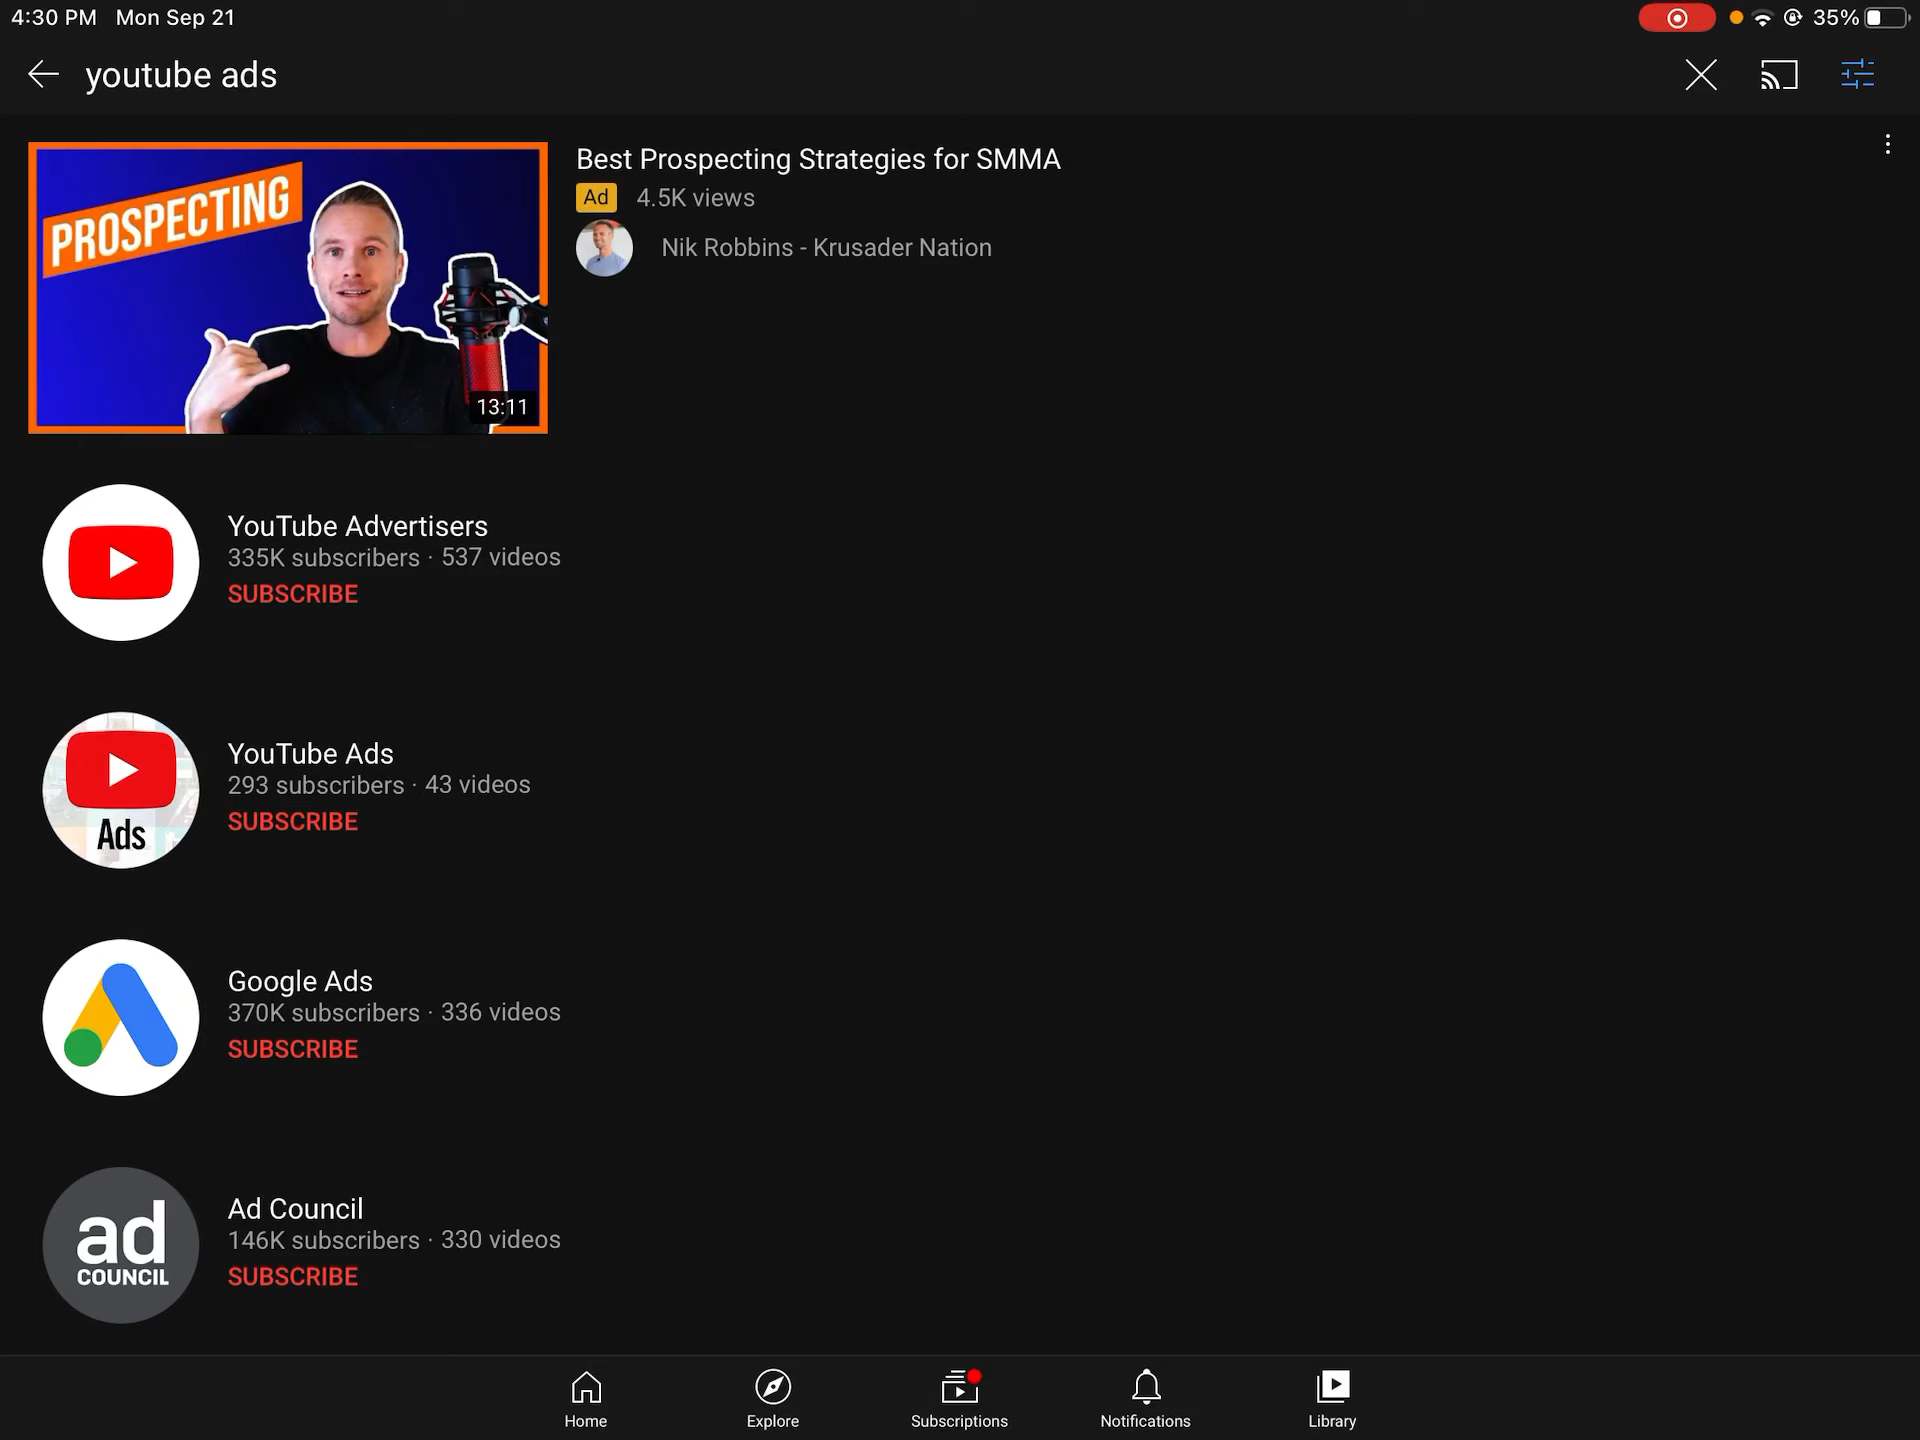 4:30 PM Mon Sep 21
35%
youtube ads
PROSPECTING
13:11
Best Prospecting Strategies for SMMA
Ad 4.5K views
Nik Robbins - Krusader Nation
YouTube Advertisers
335K subscribers · 537 videos
SUBSCRIBE
Ads
YouTube Ads
293 subscribers · 43 videos
SUBSCRIBE
Google Ads
370K subscribers · 336 videos
SUBSCRIBE
ad
COUNCIL
Ad Council
146K subscribers · 330 videos
SUBSCRIBE
Home
Explore
Subscriptions
Notifications
Library